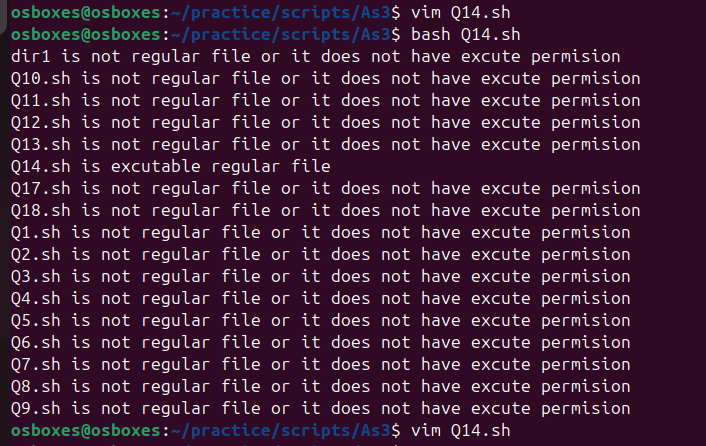 osboxes@osboxes:~/practice/scripts/As3$ vim Q14.sh
osboxes@osboxes:~/practice/scripts/As3$ bash Q14.sh
dir1 is not regular file or it does not have excute permision
Q10.sh is not regular file or it does not have excute permision
Q11.sh is not regular file or it does not have excute permision
Q12.sh is not regular file or it does not have excute permision
Q13.sh is not regular file or it does not have excute permision
Q14.sh is excutable regular file
Q17.sh is not regular file or it does not have excute permision
Q18.sh is not regular file or it does not have excute permision
Q1.sh is not regular file or it does not have excute permision
Q2.sh is not regular file or it does not have excute permision
Q3.sh is not regular file or it does not have excute permision
Q4.sh is not regular file or it does not have excute permision
Q5.sh is not regular file or it does not have excute permision
Q6.sh is not regular file or it does not have excute permision
Q7.sh is not regular file or it does not have excute permision
Q8.sh is not regular file or it does not have excute permision
Q9.sh is not regular file or it does not have excute permision
osboxes@osboxes:~/practice/scripts/As3$ vim Q14.sh